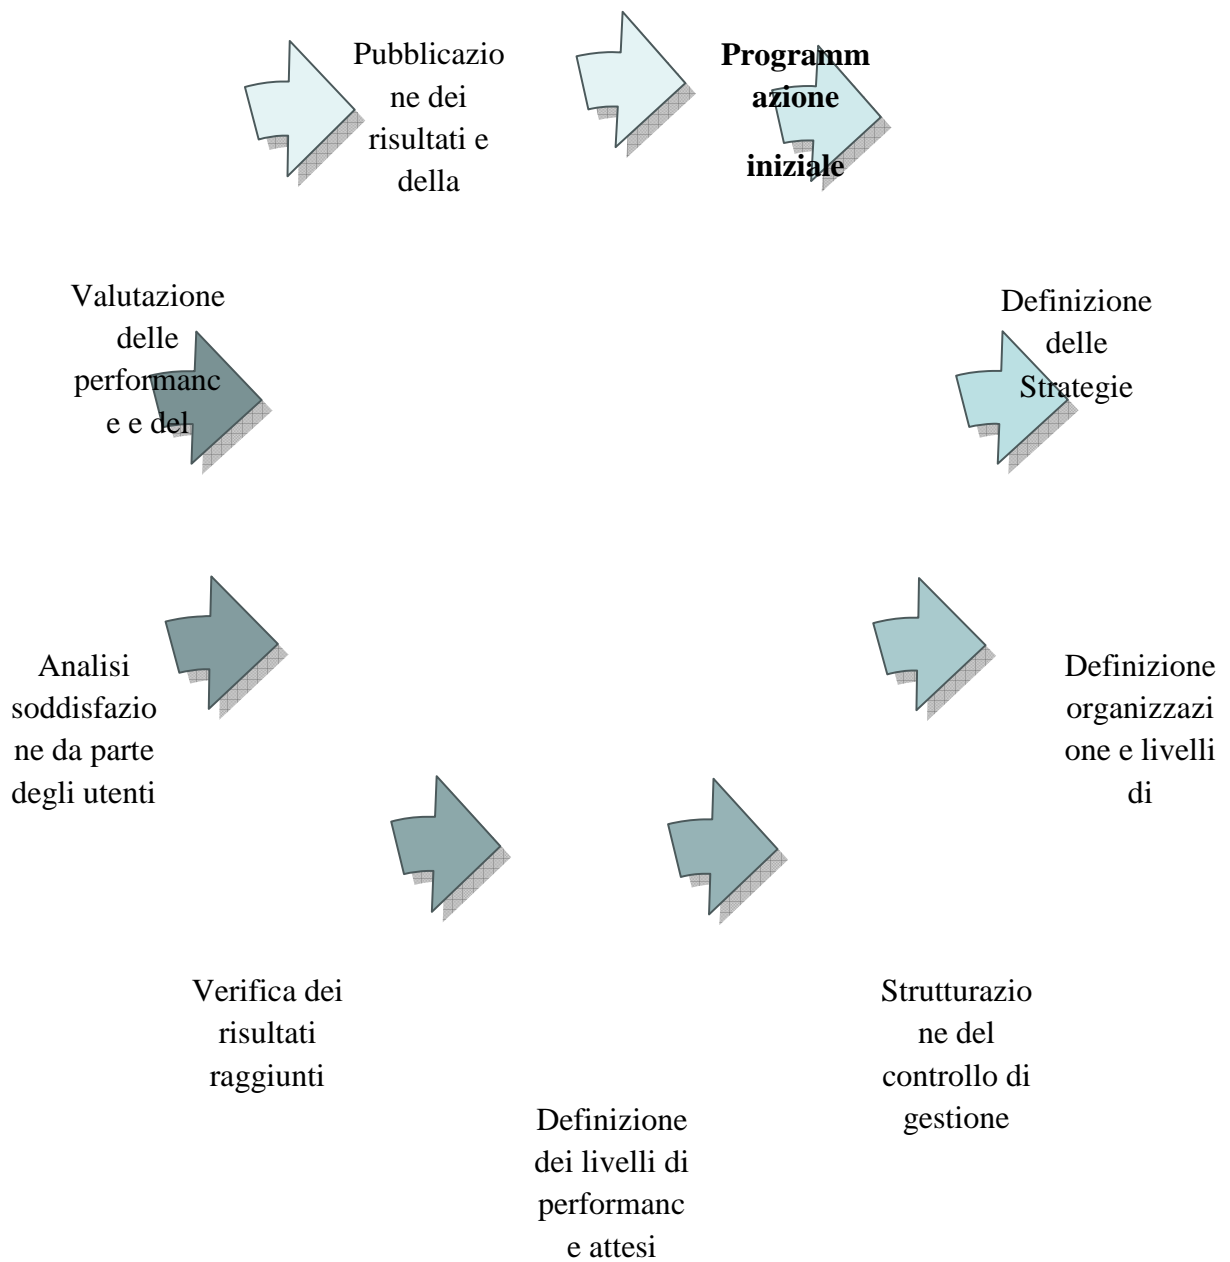 Pubblicazio
ne dei
risultati e
della
Programm
azione
iniziale
Valutazione
delle
performanc
e e del
Definizione
delle
Strategie
Analisi
soddisfazio
ne da parte
degli utenti
Definizione
organizzazi
one e livelli
di
Verifica dei
risultati
raggiunti
Strutturazio
ne del
controllo di
gestione
Definizione
dei livelli di
performanc
e attesi